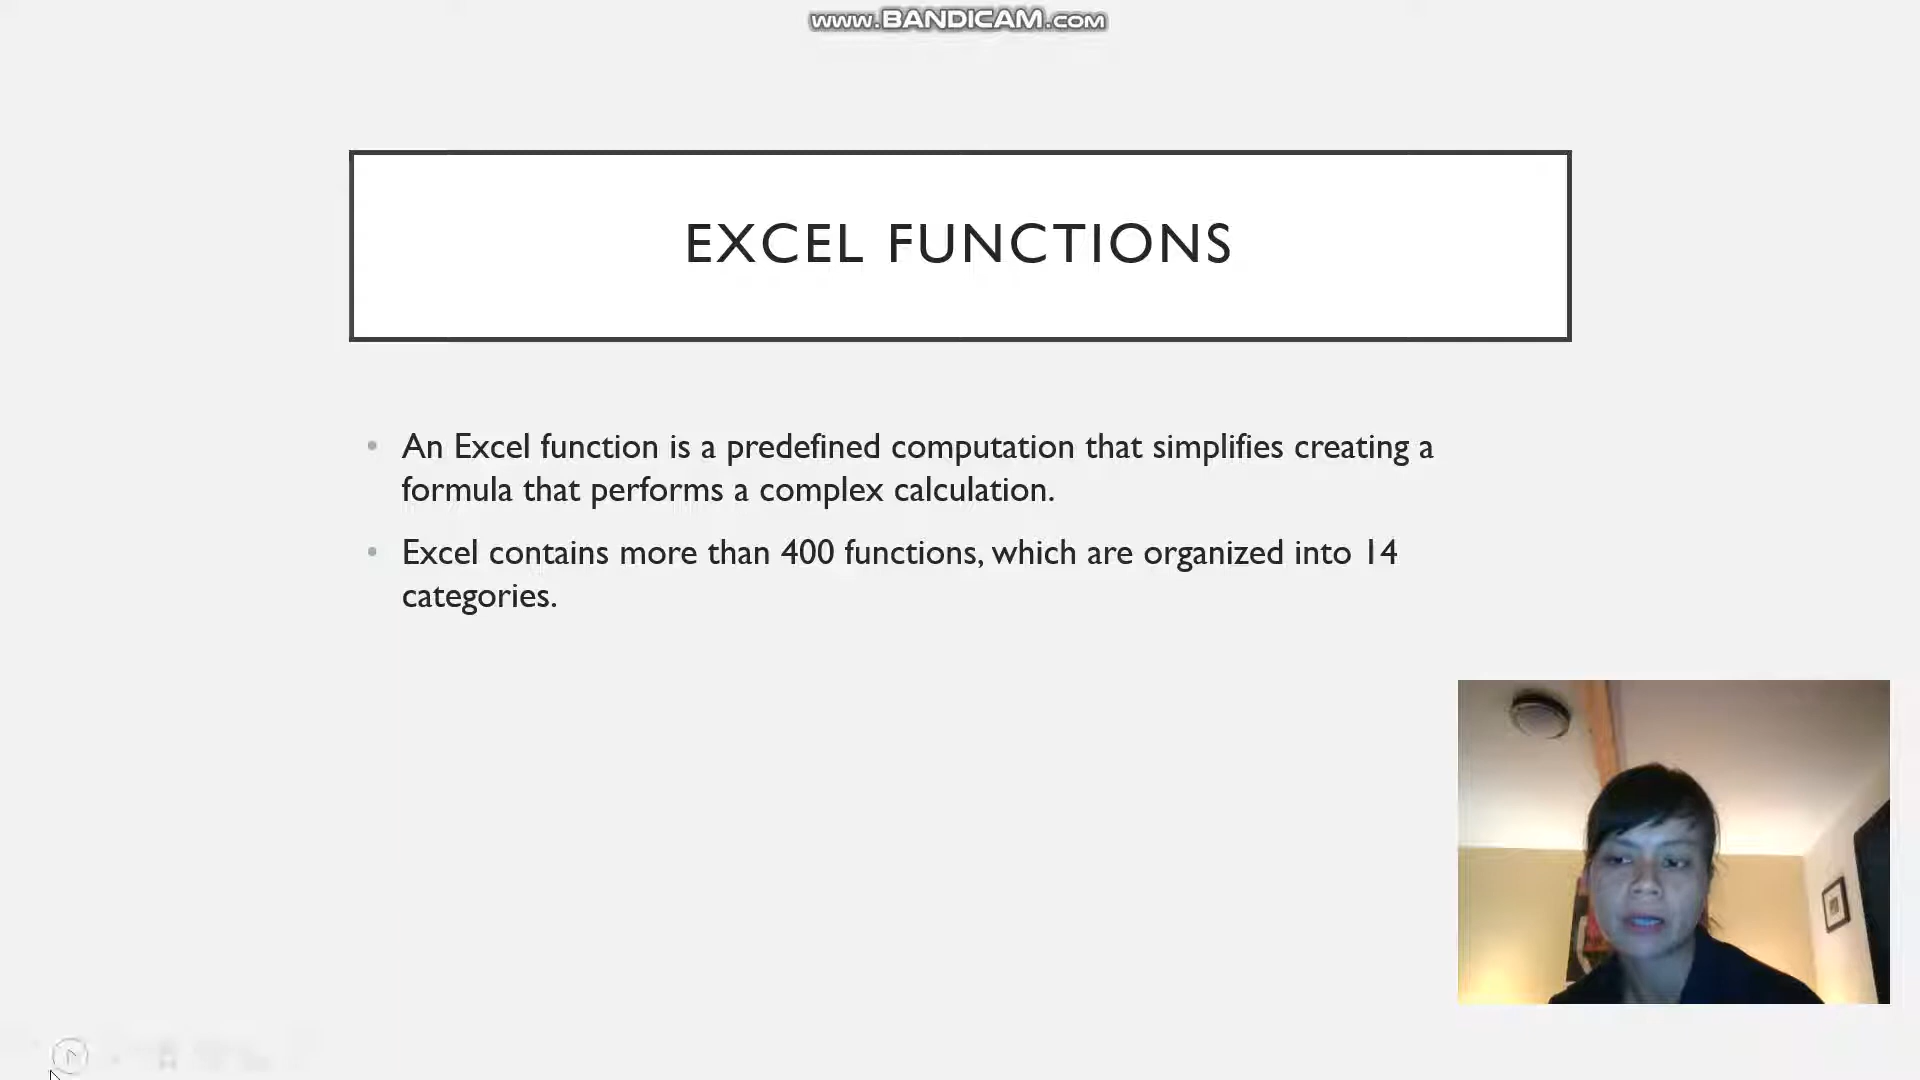 www.BANDICAM.com
EXCEL FUNCTIONS
• An Excel function is a predefined computation that simplifies creating a
formula that performs a complex calculation.
• Excel contains more than 400 functions, which are organized into 14
categories.